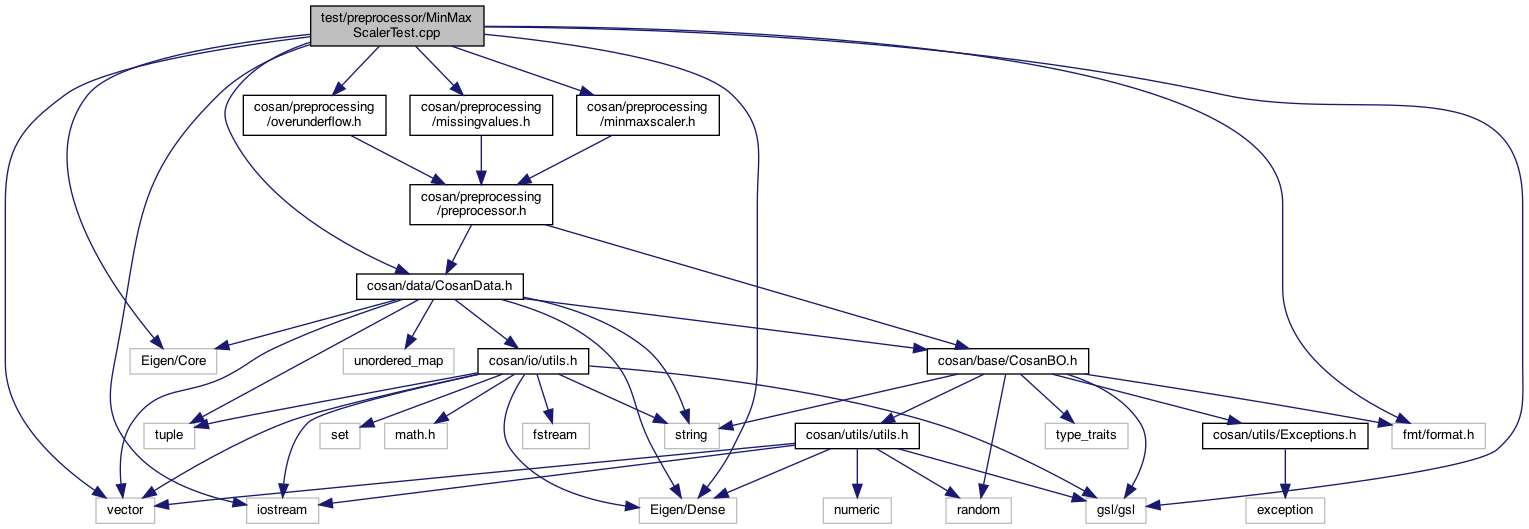 test/preprocessor/MinMax
ScalerTest.cpp
cosan/preprocessing
/overunderflow.h
cosan/preprocessing
/missingvalues.h
cosan/preprocessing
/minmaxscaler.h
cosan/preprocessing
/preprocessor.h
cosan/data/CosanData.h
Eigen/Core
unordered_map
cosan/io/utils.h
cosan/base/CosanBO.h
tuple
set
math.h
fstream
string
cosan/utils/utils.h
type_traits
cosan/utils/Exceptions.h
fmt/format.h
vector
iostream
Eigen/Dense
numeric
random
gsl/gsl
exception